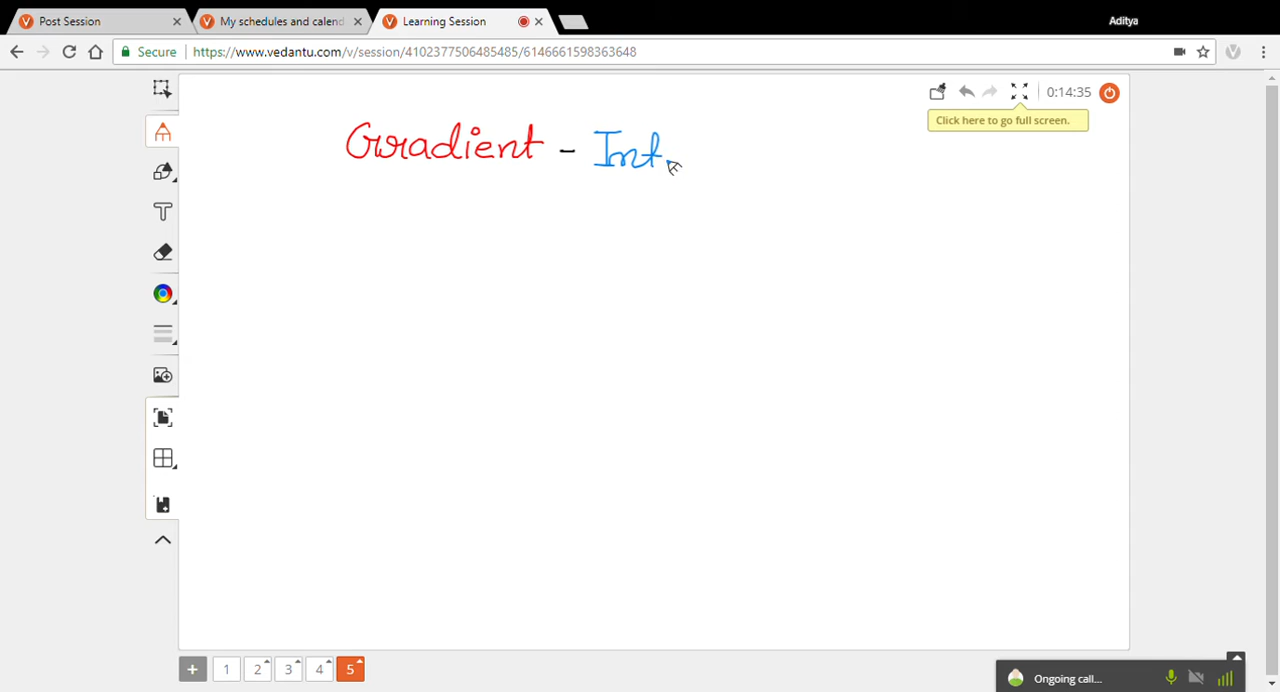 Post Session
My schedules and calend
Learning Session
Aditya
Secure https://www.vedantu.com/v/session/4102377506485485/6146661598363648
0:14:35
Click here to go full screen.
Gradient - Int
T
+ 1 2 3 4 5
Ongoing call...